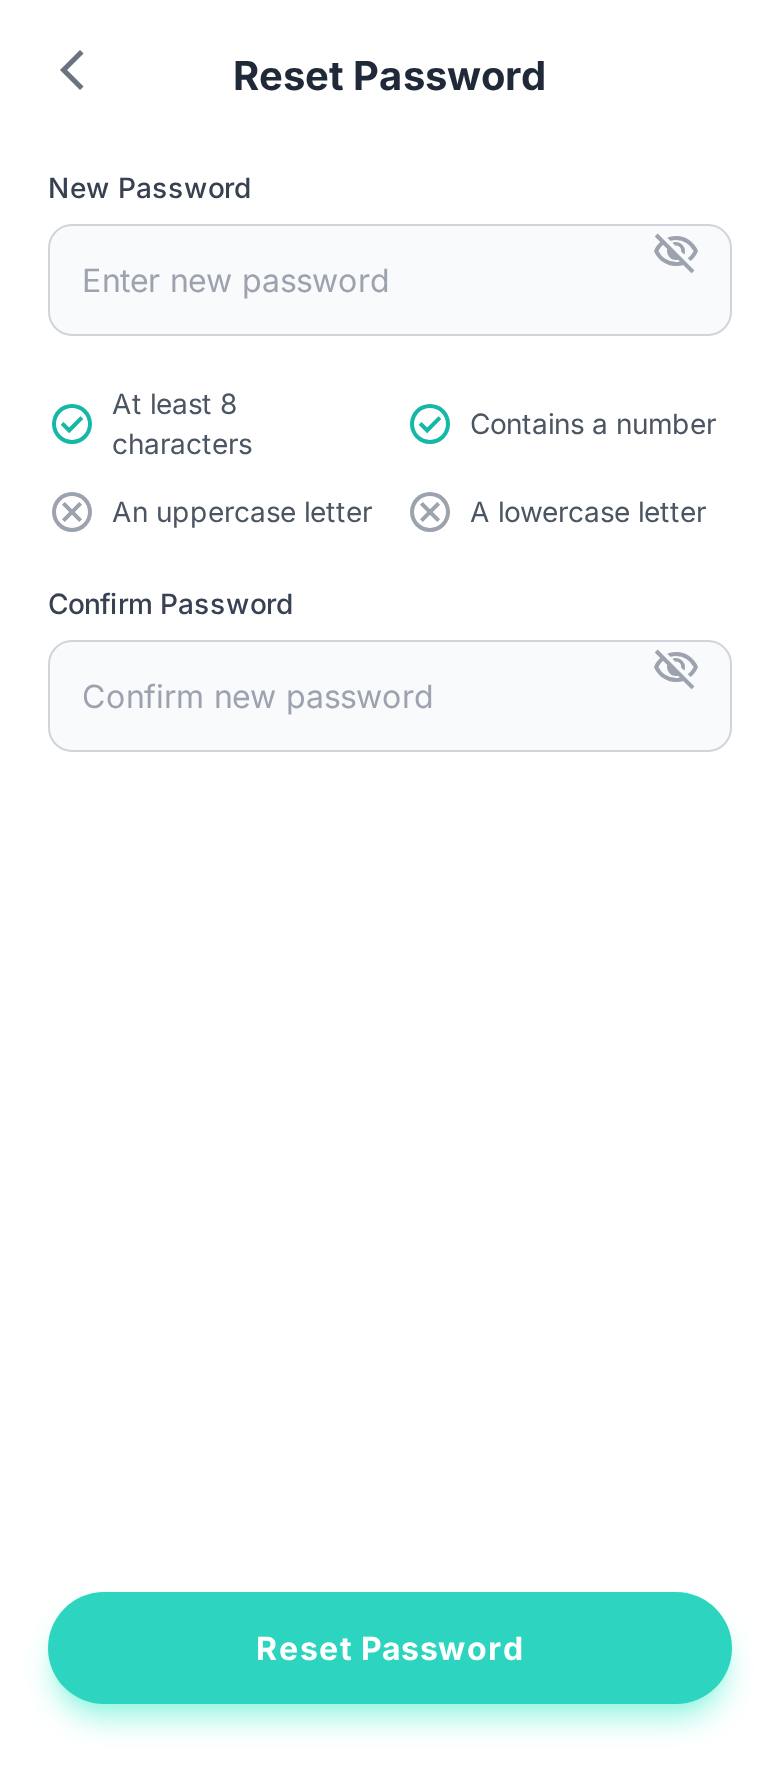 Reset Password
New Password
Enter new password
At least 8
characters
Contains a number
An uppercase letter
A lowercase letter
Confirm Password
Confirm new password
Reset Password